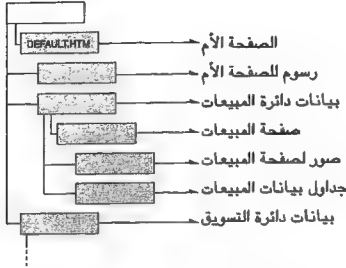 DEFAULT.HTM الصفحة الأم
رسوم للصفحة الأم
بيانات دائرة المبيعات
صفحة المبيعات
صور لصفحة المبيعات
جداول بيانات المبيعات
بيانات دائرة التسويق